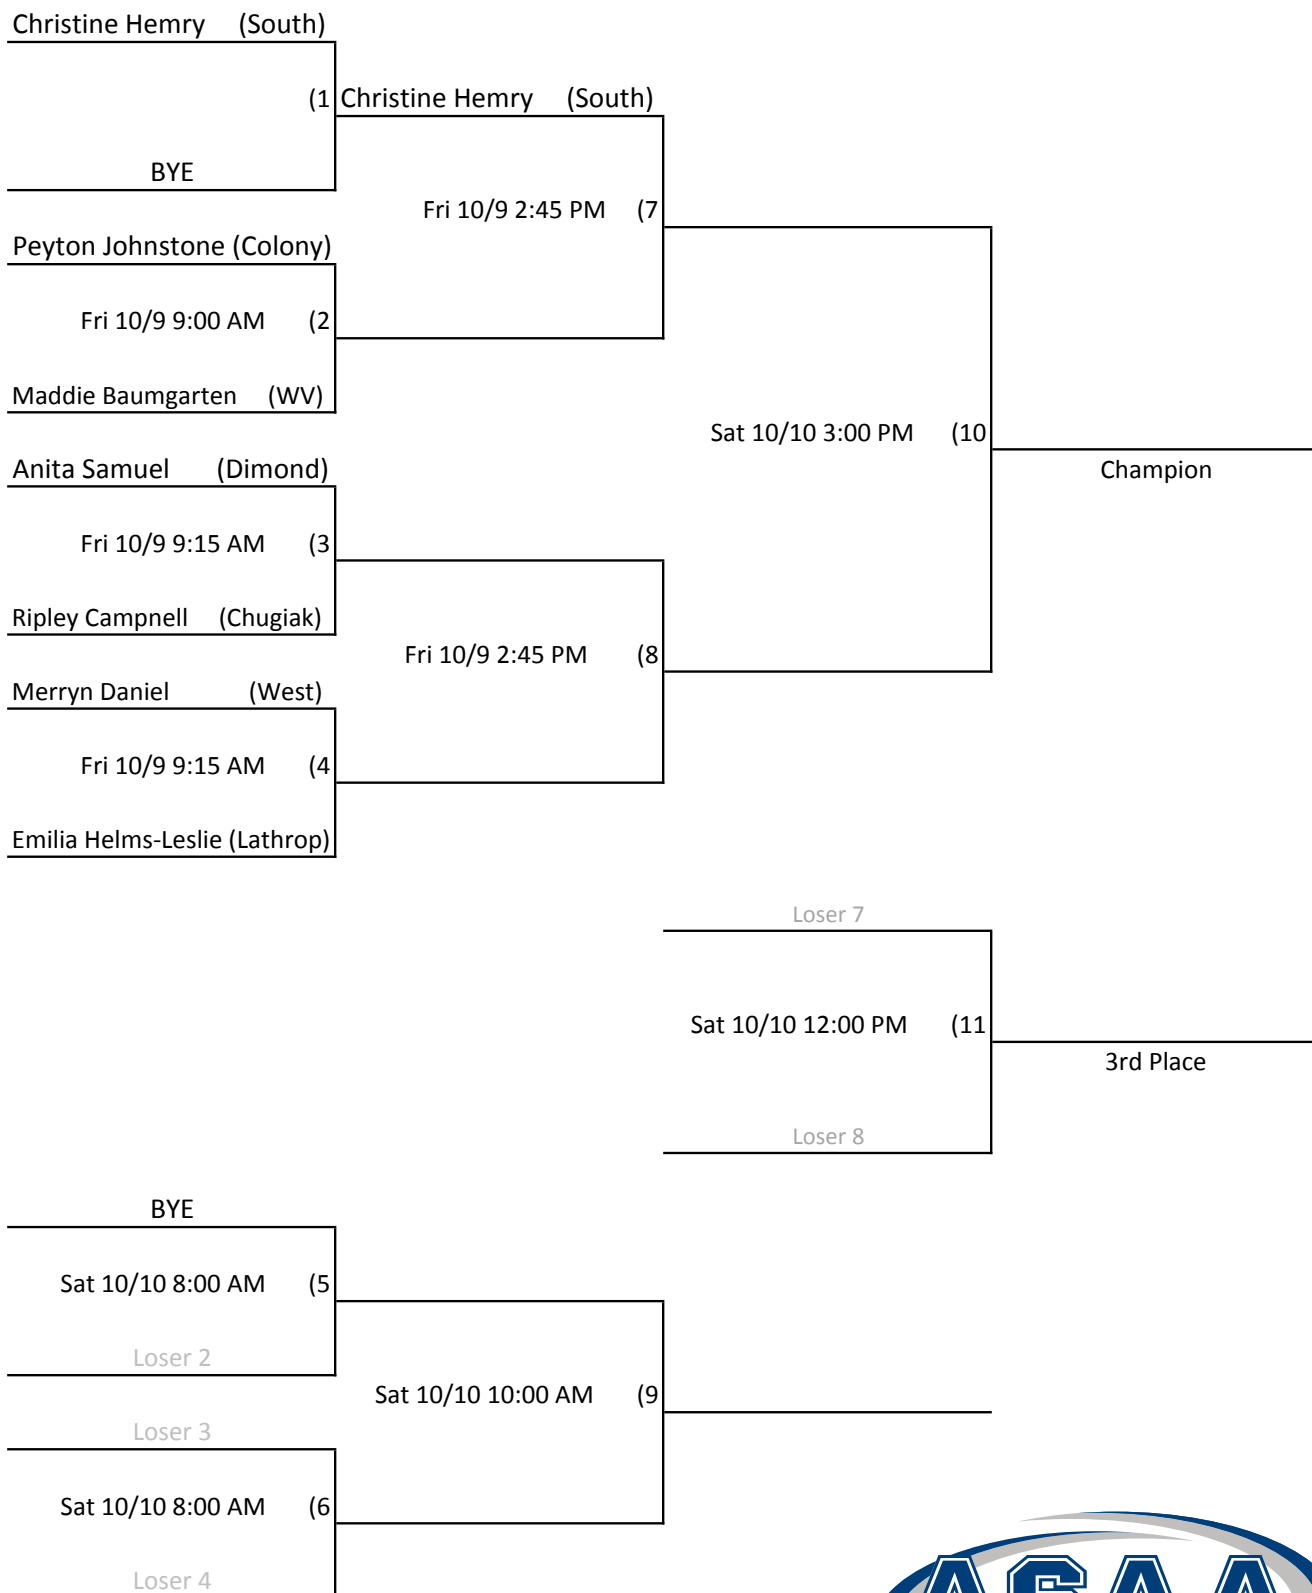 Christine Hemry (South)
(1 Christine Hemry (South)
BYE
Fri 10/9 2:45 PM (7
Peyton Johnstone (Colony)
Fri 10/9 9:00 AM (2
Maddie Baumgarten (WV)
Sat 10/10 3:00 PM (10
Anita Samuel (Dimond)
Champion
Fri 10/9 9:15 AM (3
Ripley Campnell (Chugiak)
Fri 10/9 2:45 PM (8
Merryn Daniel (West)
Fri 10/9 9:15 AM (4
Emilia Helms-Leslie (Lathrop)
Loser 7
Sat 10/10 12:00 PM (11
3rd Place
Loser 8
BYE
Sat 10/10 8:00 AM (5
Loser 2
Sat 10/10 10:00 AM (9
Loser 3
Sat 10/10 8:00 AM (6
Loser 4
ASAA